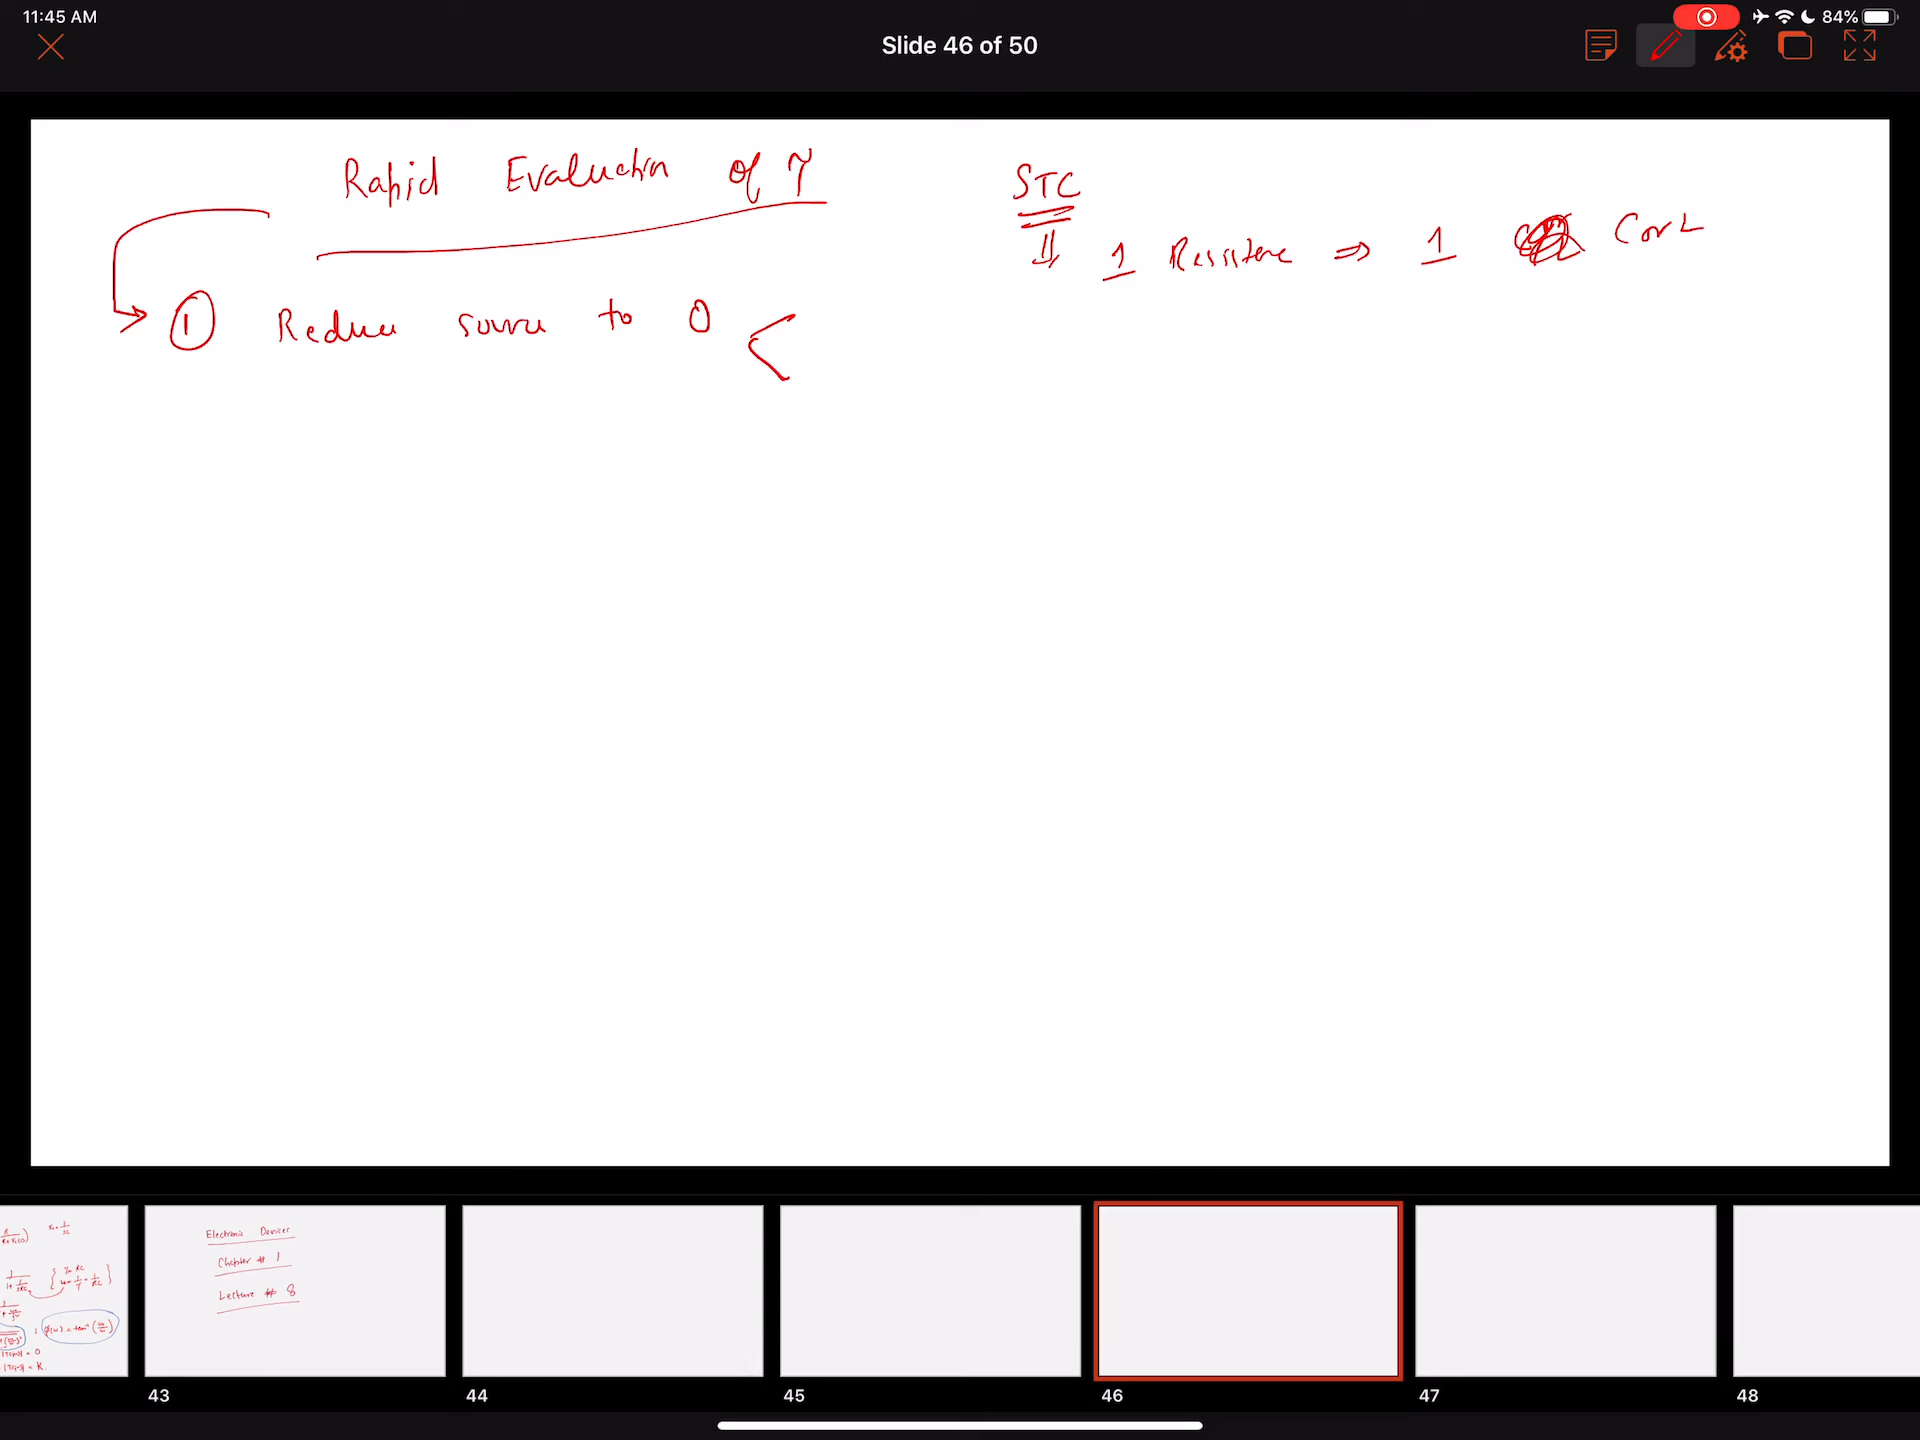 11:45 AM
84%
Slide 46 of 50
Rapid Evaluation of τ
STC
⇓ 1 Resistance ⇒ 1 C or L
① Reduce source to 0
Electronic Devices
Chapter # 1
Lecture # 8
43
44
45
46
47
48